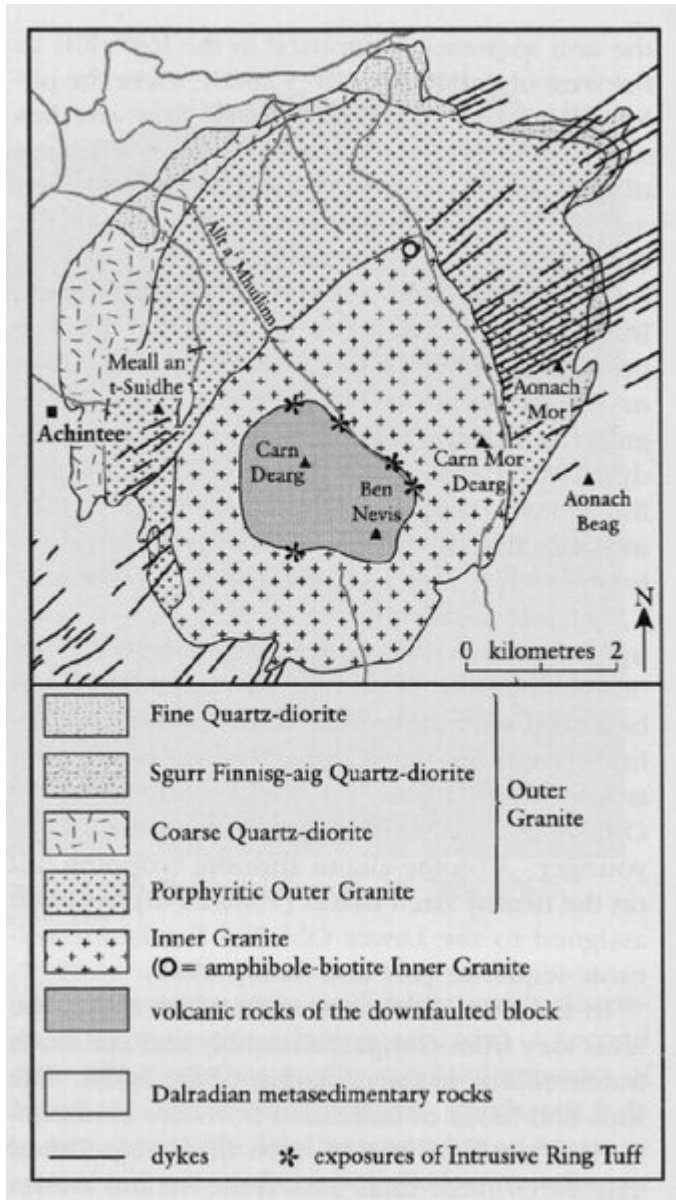 Allt a' Mhuilinn
Meall an
t-Suidhe
Achintee
Carn
Dearg
Ben
Nevis
Carn Mor
Dearg
Aonach
Mor
Aonach
Beag
N
0 kilometres 2
Fine Quartz-diorite
Sgurr Finnisg-aig Quartz-diorite
Outer
Granite
Coarse Quartz-diorite
Porphyritic Outer Granite
Inner Granite
(O= amphibole-biotite Inner Granite
volcanic rocks of the downfaulted block
Dalradian metasedimentary rocks
dykes
exposures of Intrusive Ring Tuff